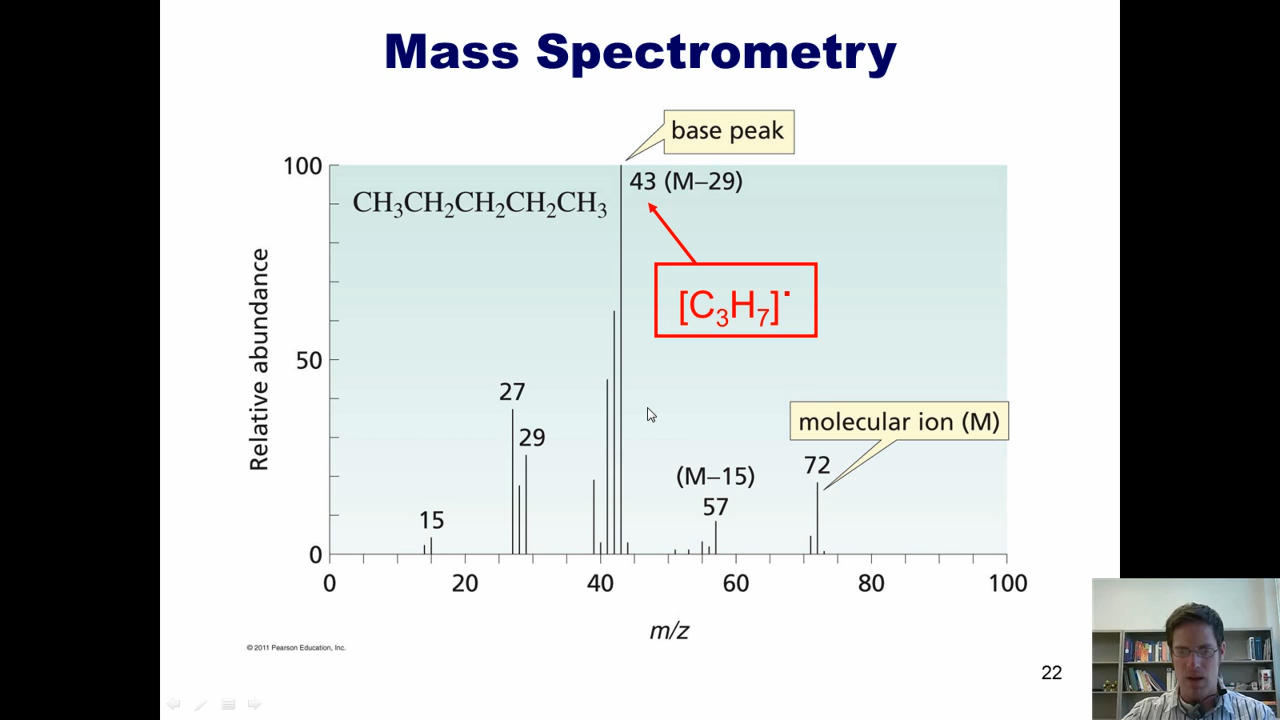 Mass Spectrometry
base peak
100
43 (M–29)
CH₃CH₂CH₂CH₂CH₃
[C₃H₇]˙
Relative abundance
50
27
29
molecular ion (M)
72
(M–15)
57
15
0
0 20 40 60 80 100
m/z
© 2011 Pearson Education, Inc.
22